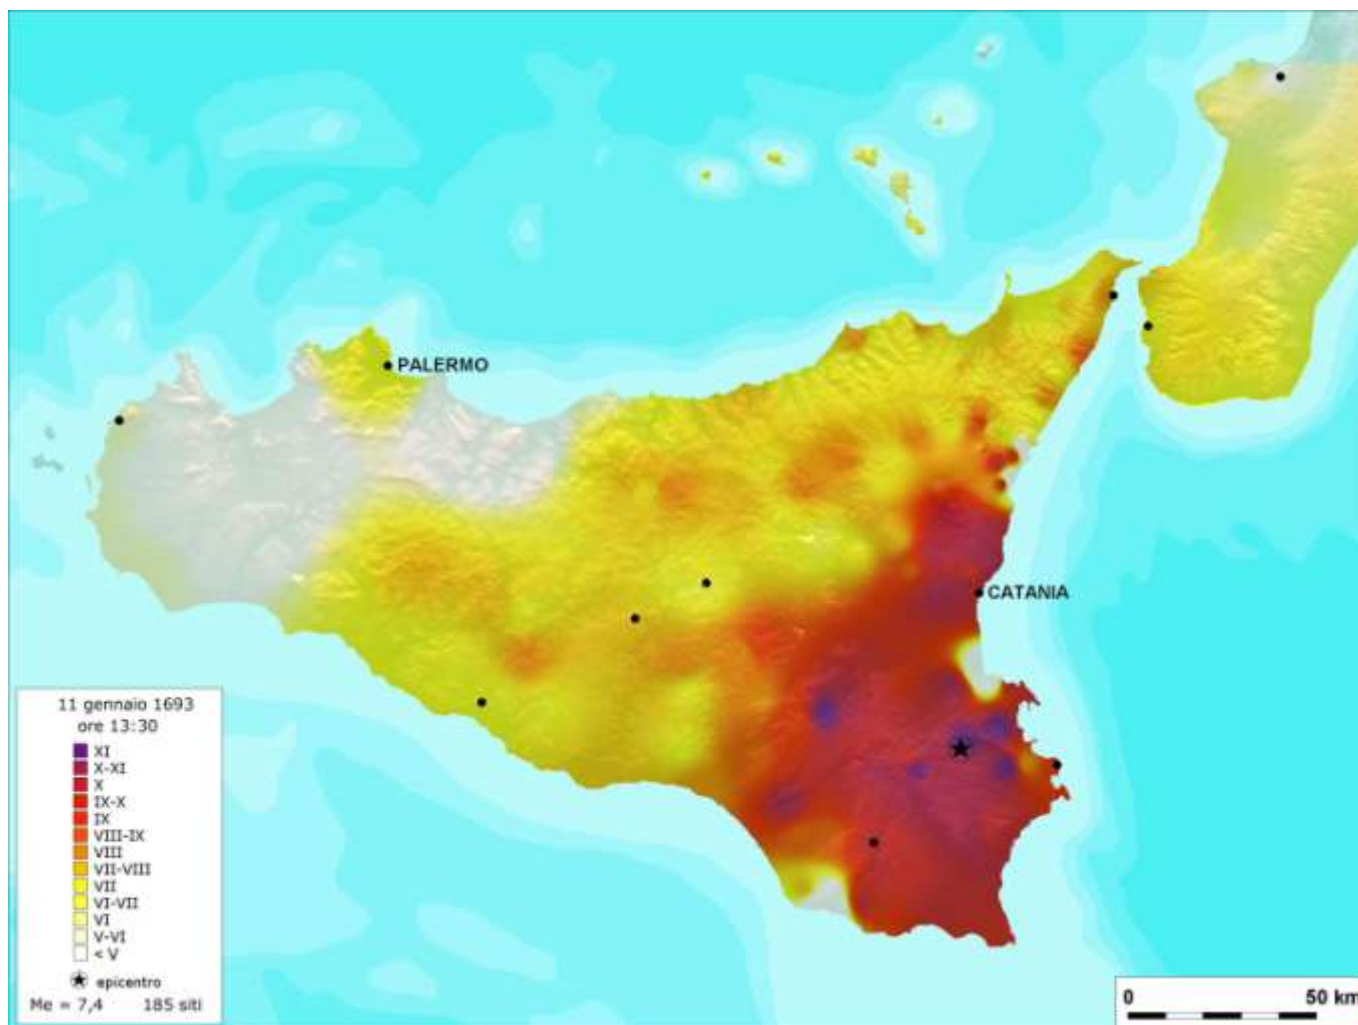 PALERMO
CATANIA
11 gennaio 1693
ore 13:30
XI
X-XI
X
IX-X
IX
VIII-IX
VIII
VII-VIII
VII
VI-VII
VI
V-VI
< V
epicentro
Me = 7,4 185 siti
0 50 km